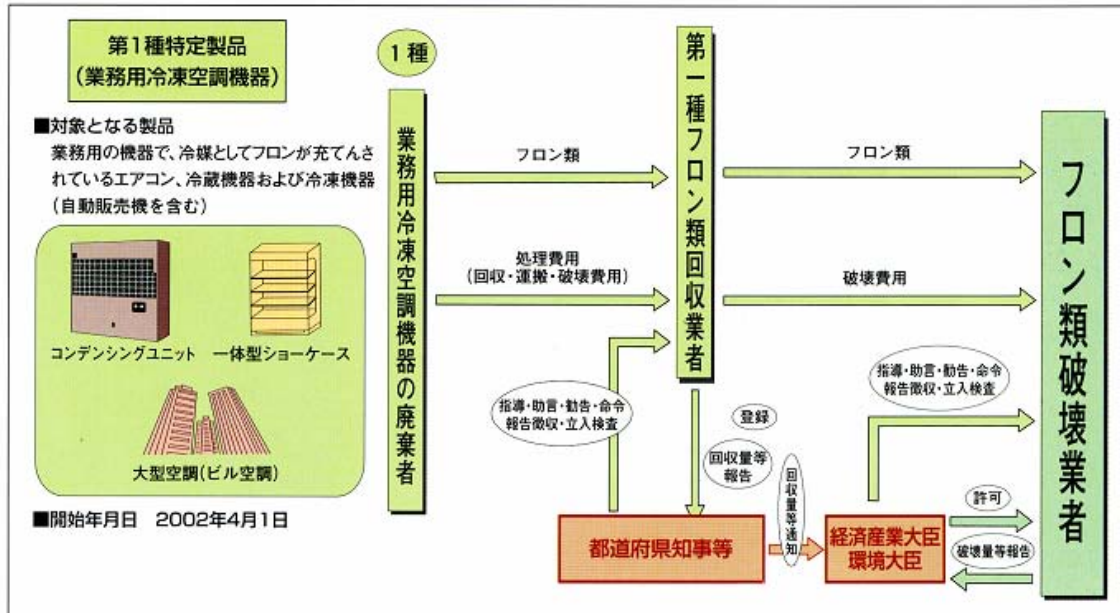 第1種特定製品
(業務用冷凍空調機器)
■対象となる製品
業務用の機器で、冷媒としてフロンが充てんさ
れているエアコン、冷蔵機器および冷凍機器
(自動販売機を含む)
コンデンシングユニット
一体型ショーケース
大型空調(ビル空調)
■開始年月日 2002年4月1日
1種
業務用冷凍空調機器の廃棄者
フロン類
処理費用
(回収・運搬・破壊費用)
指導・助言・勧告・命令
報告徴収・立入検査
第一種フロン類回収業者
フロン類
破壊費用
登録
回収量等
報告
都道府県知事等
回収量等通知
経済産業大臣
環境大臣
指導・助言・勧告・命令
報告徴収・立入検査
許可
破壊量等報告
フロン類破壊業者